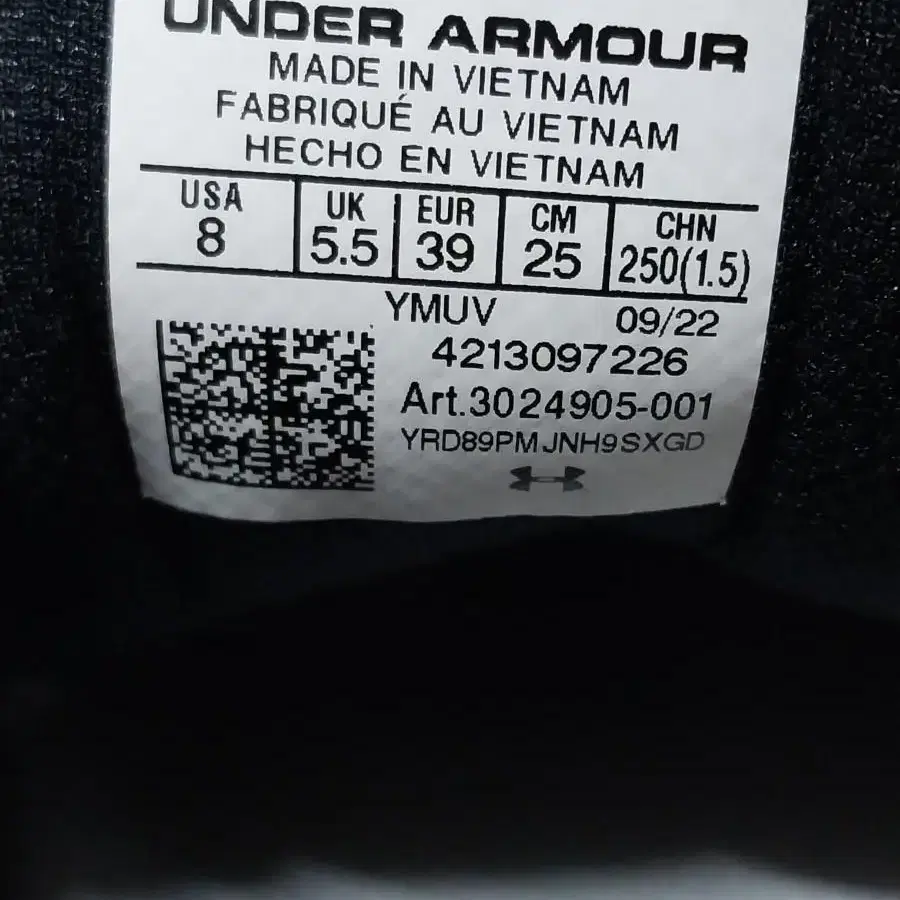 UNDER ARMOUR
MADE IN VIETNAM
FABRIQUÉ AU VIETNAM
HECHO EN VIETNAM
USA UK EUR CM CHN
8 5.5 39 25 250(1.5)
YMUV 09/22
4213097226
Art.3024905-001
YRD89PMJNH9SXGD